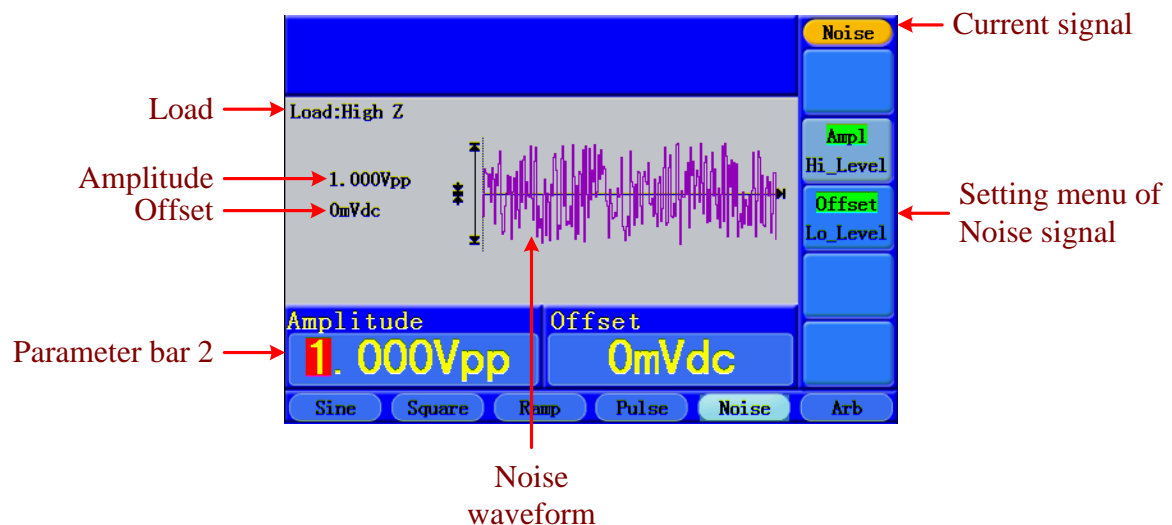 Noise
Current signal
Load
Load:High Z
Ampl
Hi_Level
Amplitude
1.000Vpp
Offset
0mVdc
Offset
Lo_Level
Setting menu of
Noise signal
Amplitude
Offset
Parameter bar 2
1.000Vpp
0mVdc
Sine
Square
Ramp
Pulse
Noise
Arb
Noise
waveform